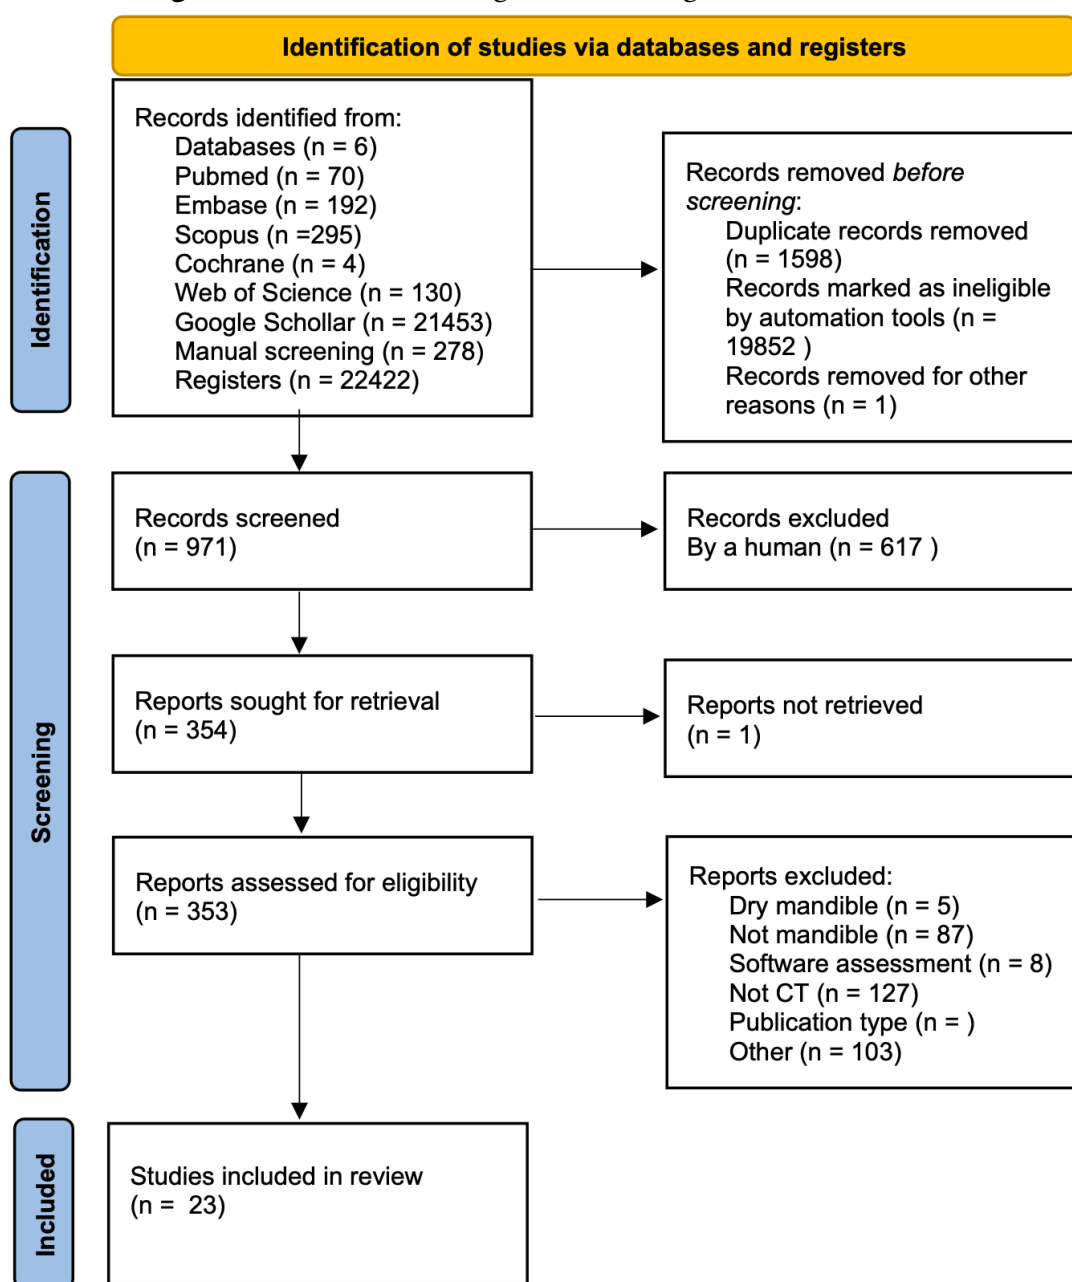 Identification of studies via databases and registers
Identification
Records identified from:
Databases (n = 6)
Pubmed (n = 70)
Embase (n = 192)
Scopus (n =295)
Cochrane (n = 4)
Web of Science (n = 130)
Google Schollar (n = 21453)
Manual screening (n = 278)
Registers (n = 22422)
Records removed before
screening:
Duplicate records removed
(n = 1598)
Records marked as ineligible
by automation tools (n =
19852 )
Records removed for other
reasons (n = 1)
Screening
Records screened
(n = 971)
Records excluded
By a human (n = 617 )
Reports sought for retrieval
(n = 354)
Reports not retrieved
(n = 1)
Reports assessed for eligibility
(n = 353)
Reports excluded:
Dry mandible (n = 5)
Not mandible (n = 87)
Software assessment (n = 8)
Not CT (n = 127)
Publication type (n = )
Other (n = 103)
Included
Studies included in review
(n =  23)